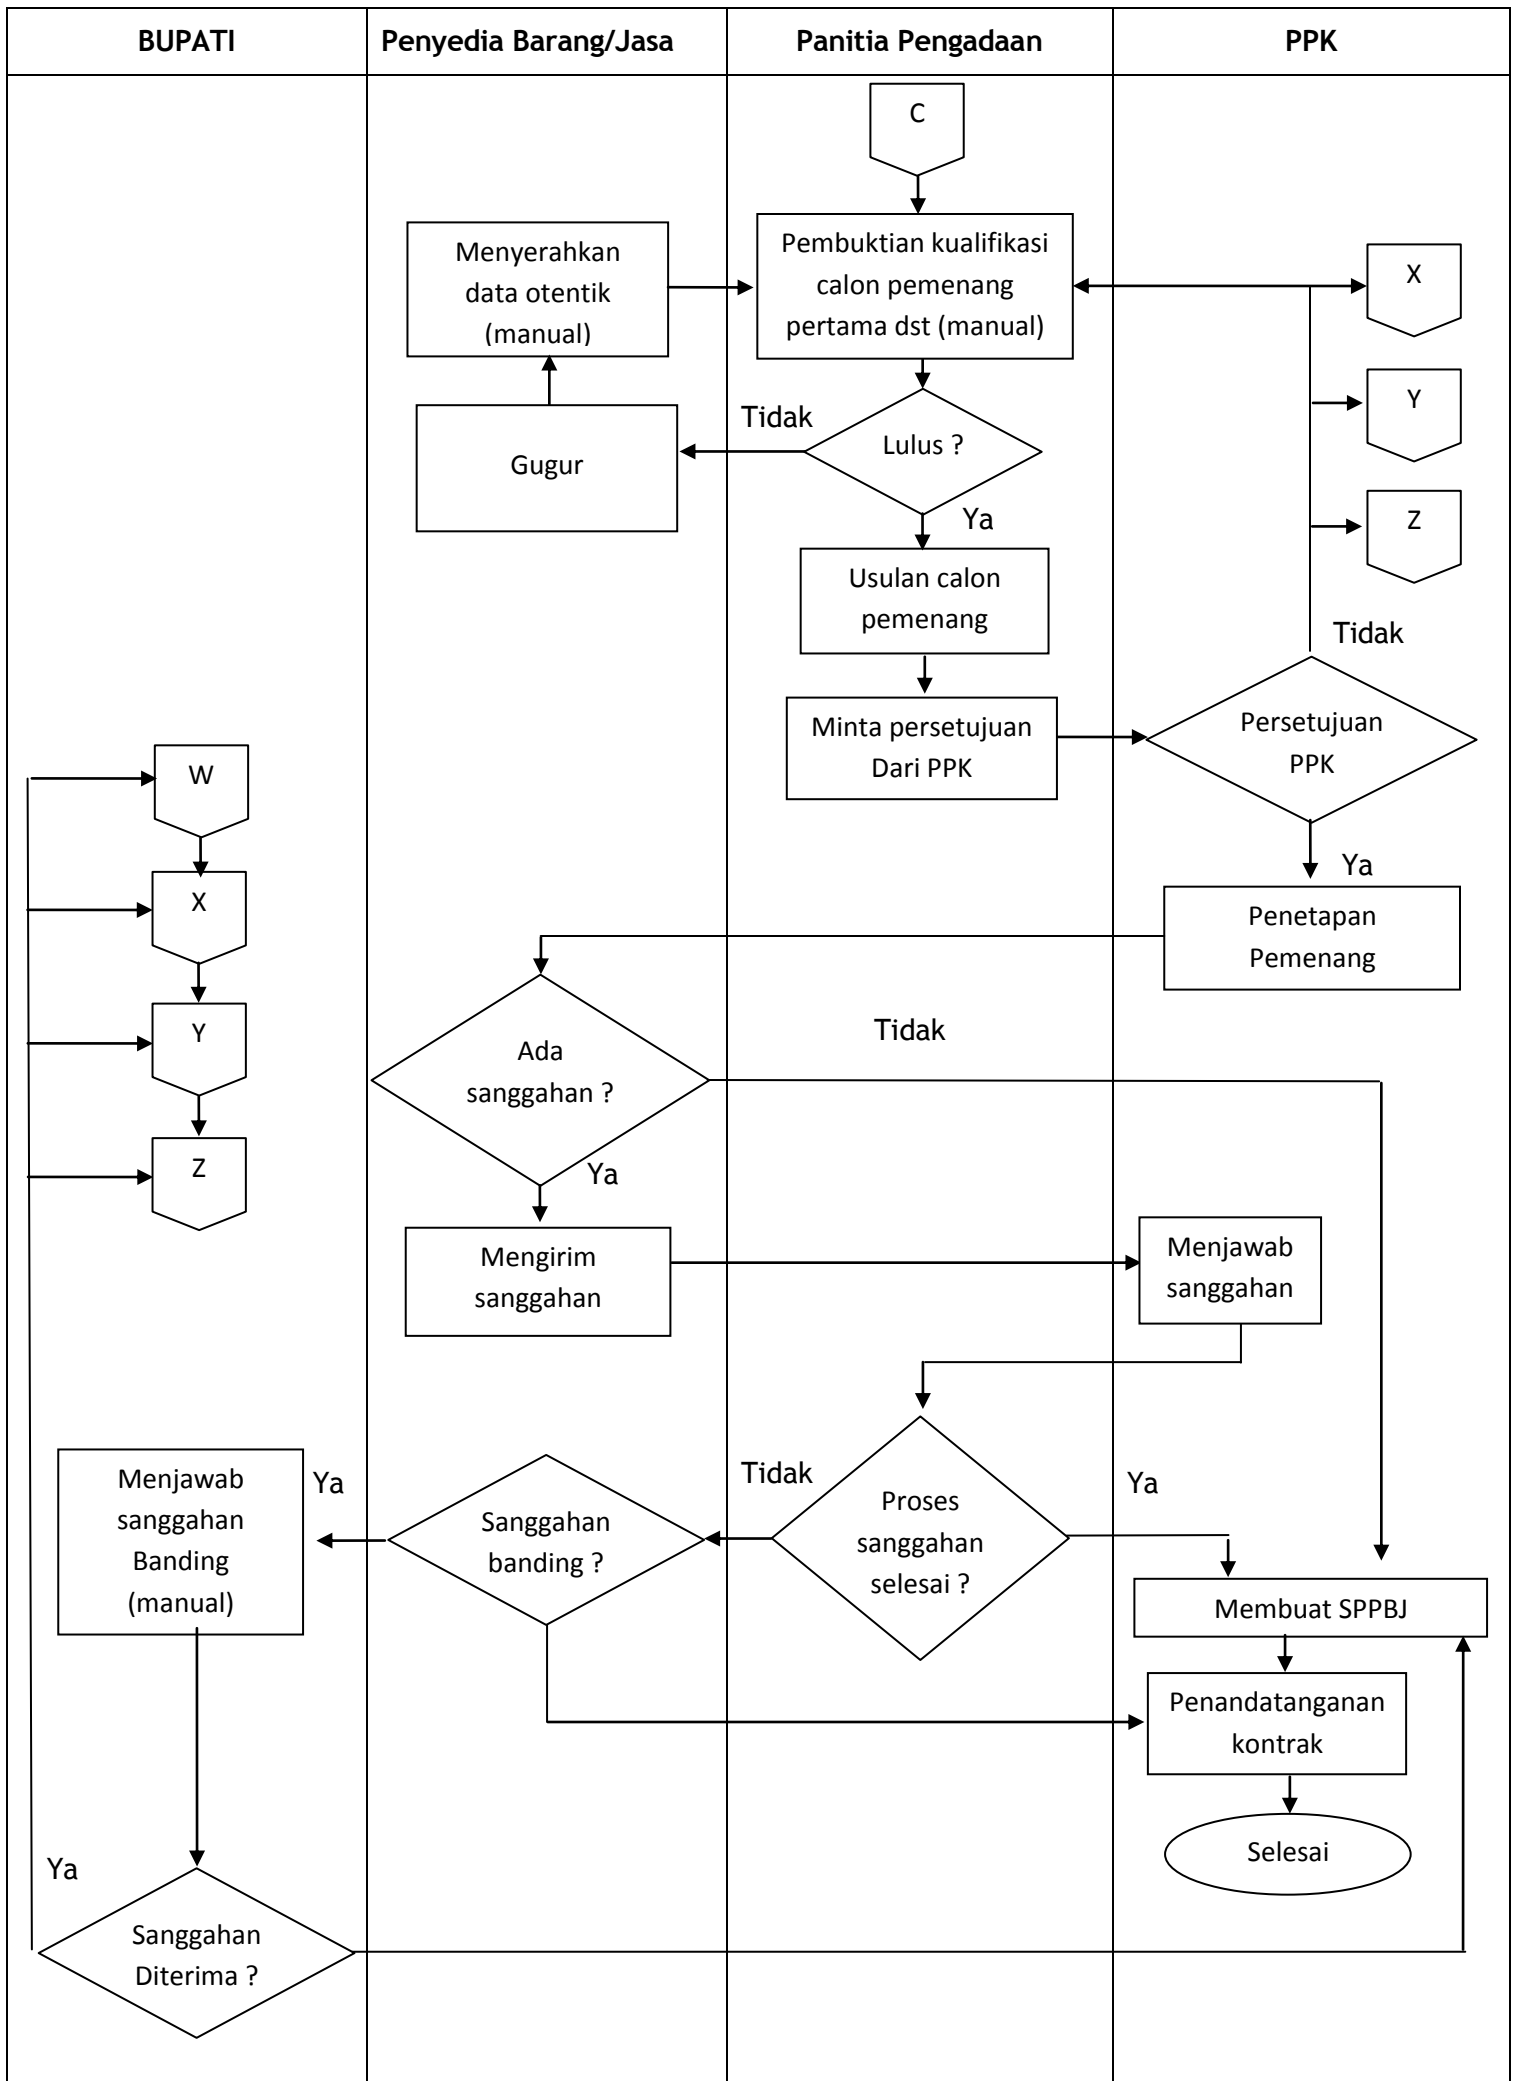 BUPATI
Penyedia Barang/Jasa
Panitia Pengadaan
PPK
C
Menyerahkan
data otentik
(manual)
Pembuktian kualifikasi
calon pemenang
pertama dst (manual)
X
Y
Z
Tidak
Lulus ?
Gugur
Ya
Usulan calon
pemenang
Tidak
Minta persetujuan
Dari PPK
Persetujuan
PPK
Ya
Penetapan
Pemenang
W
X
Y
Z
Ada
sanggahan ?
Tidak
Ya
Mengirim
sanggahan
Menjawab
sanggahan
Menjawab
sanggahan
Banding
(manual)
Ya
Sanggahan
banding ?
Tidak
Proses
sanggahan
selesai ?
Ya
Membuat SPPBJ
Penandatanganan
kontrak
Selesai
Ya
Sanggahan
Diterima ?